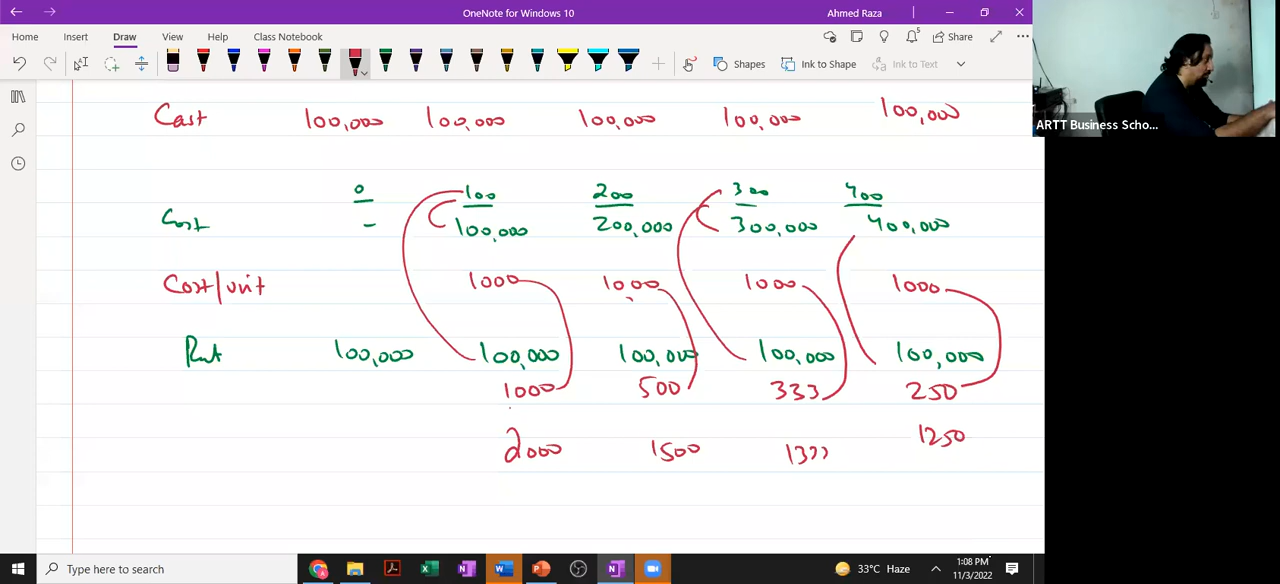 OneNote for Windows 10
Ahmed Raza
Home Insert Draw View Help Class Notebook
Share
Shapes Ink to Shape Ink to Text
ARTT Business Scho...
Cast 100,000 100,000 100,000 100,000 100,000
0 100 200 300 400
Cost - 100,000 200,000 300,000 400,000
Cost/unit 1000 1000 1000 1000
Rent 100,000 100,000 100,000 100,000 100,000
1000 500 333 250
2000 1500 1333 1250
Type here to search
33°C Haze
1:08 PM
11/3/2022